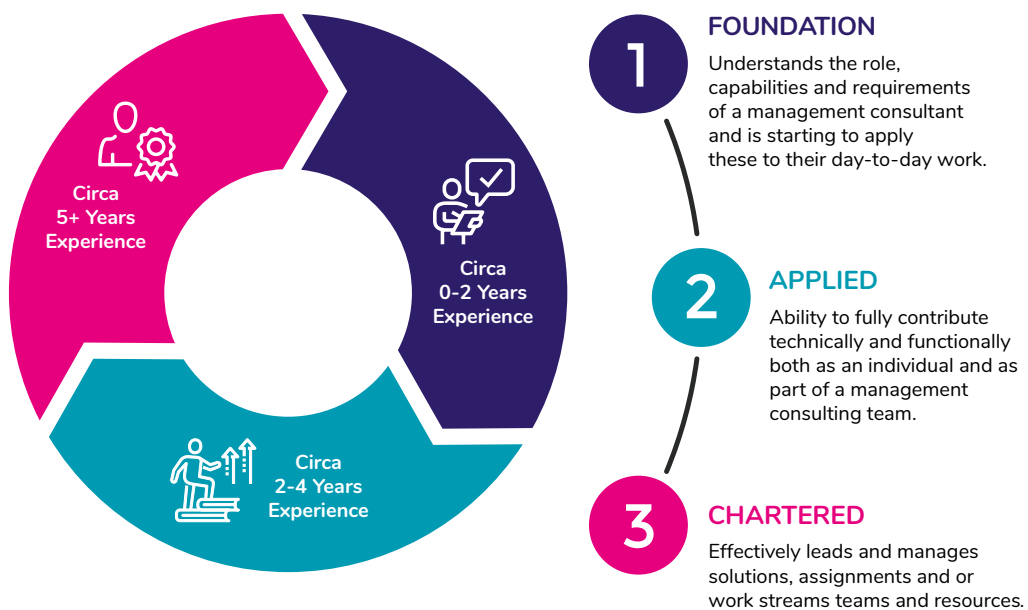 Circa
5+ Years
Experience
Circa
0-2 Years
Experience
Circa
2-4 Years
Experience
1
FOUNDATION
Understands the role,
capabilities and requirements
of a management consultant
and is starting to apply
these to their day-to-day work.
2
APPLIED
Ability to fully contribute
technically and functionally
both as an individual and as
part of a management
consulting team.
3
CHARTERED
Effectively leads and manages
solutions, assignments and or
work streams teams and resources.